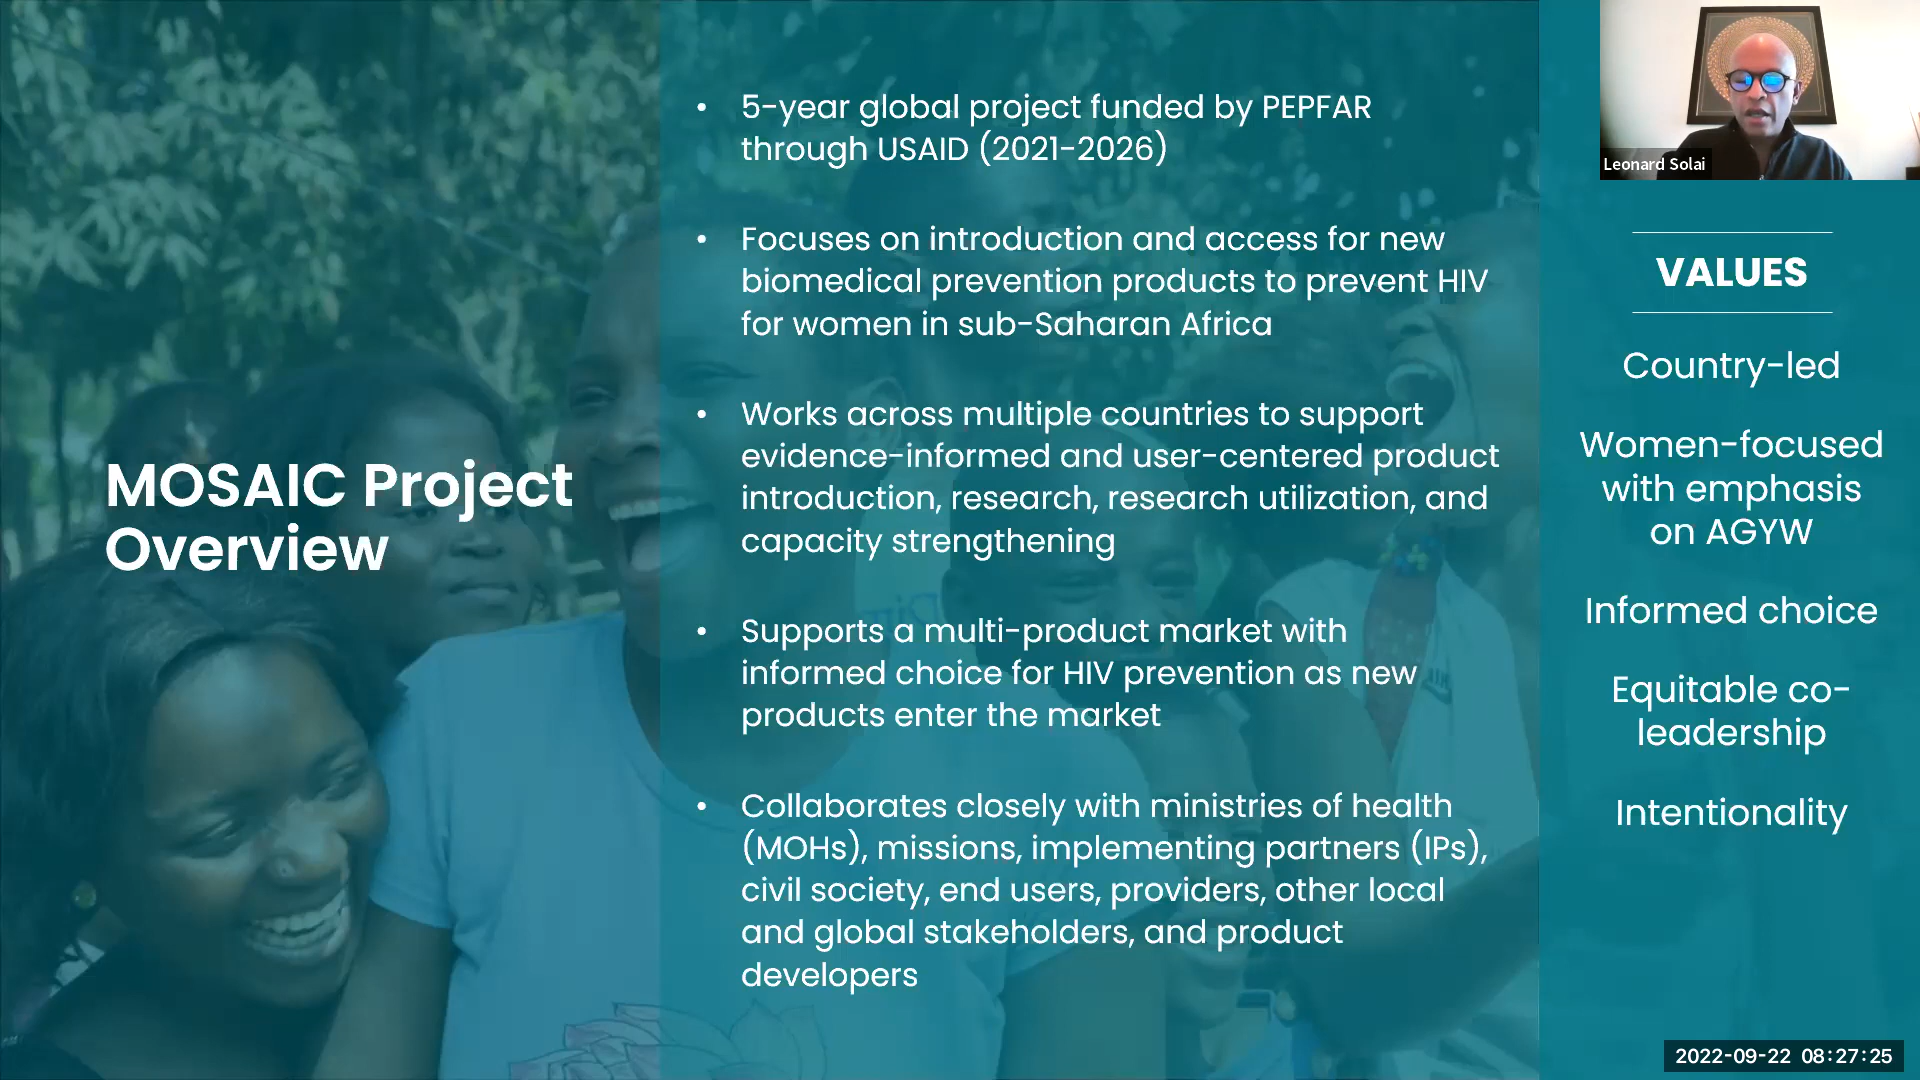 MOSAIC Project
Overview
• 5-year global project funded by PEPFAR
through USAID (2021-2026)
• Focuses on introduction and access for new
biomedical prevention products to prevent HIV
for women in sub-Saharan Africa
• Works across multiple countries to support
evidence-informed and user-centered product
introduction, research, research utilization, and
capacity strengthening
• Supports a multi-product market with
informed choice for HIV prevention as new
products enter the market
• Collaborates closely with ministries of health
(MOHs), missions, implementing partners (IPs),
civil society, end users, providers, other local
and global stakeholders, and product
developers
Leonard Solai
VALUES
Country-led
Women-focused
with emphasis
on AGYW
Informed choice
Equitable co-
leadership
Intentionality
2022-09-22 08:27:25